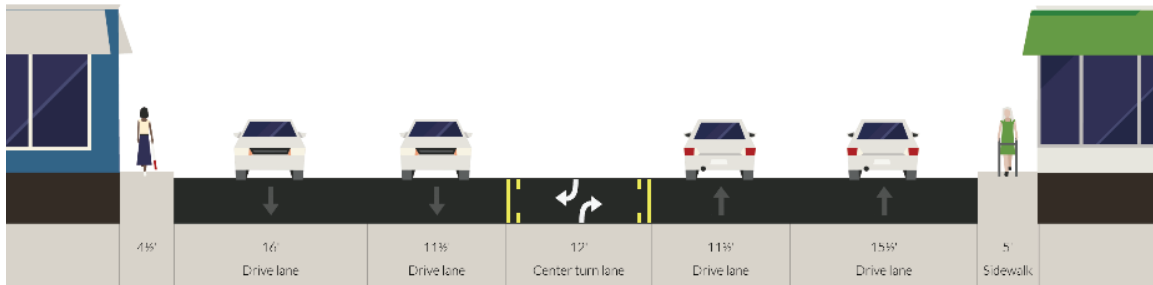 4½' 16' 11½' 12' 11½' 15½' 5'
Drive lane Drive lane Center turn lane Drive lane Drive lane Sidewalk